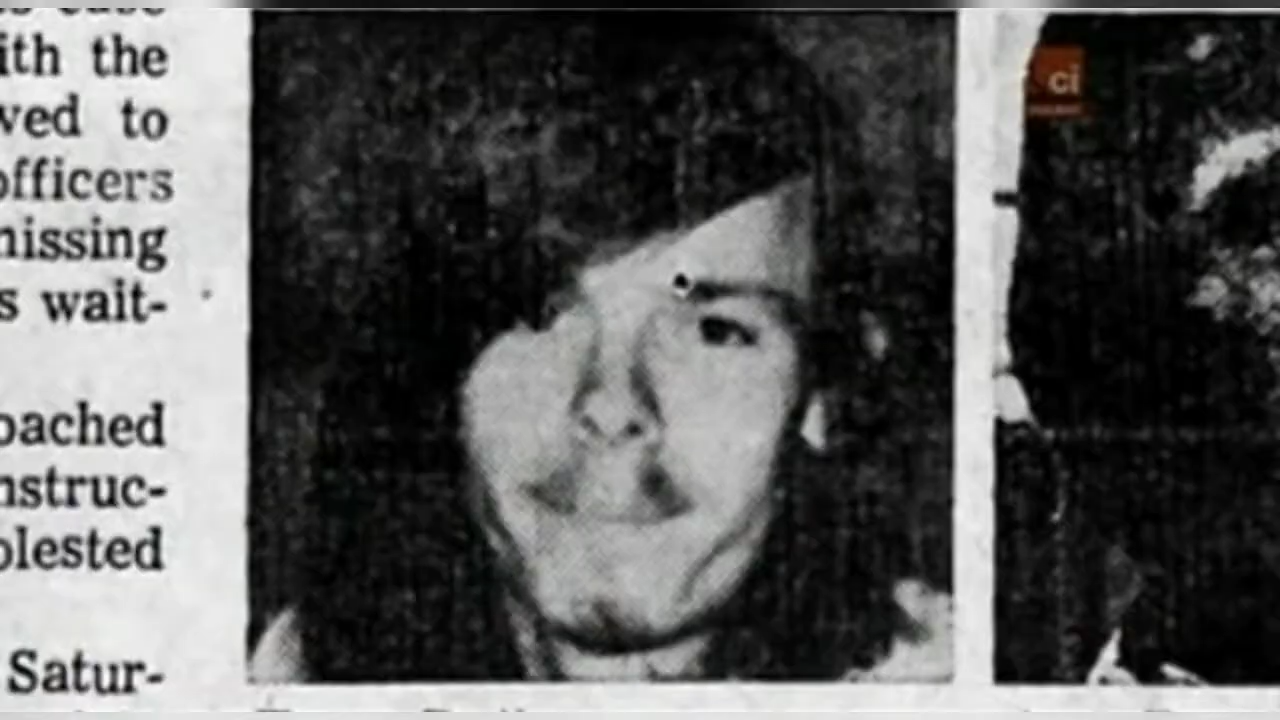 ith the
ved to
officers
nissing
s wait-
oached
nstruc-
olested
Satur-
ci